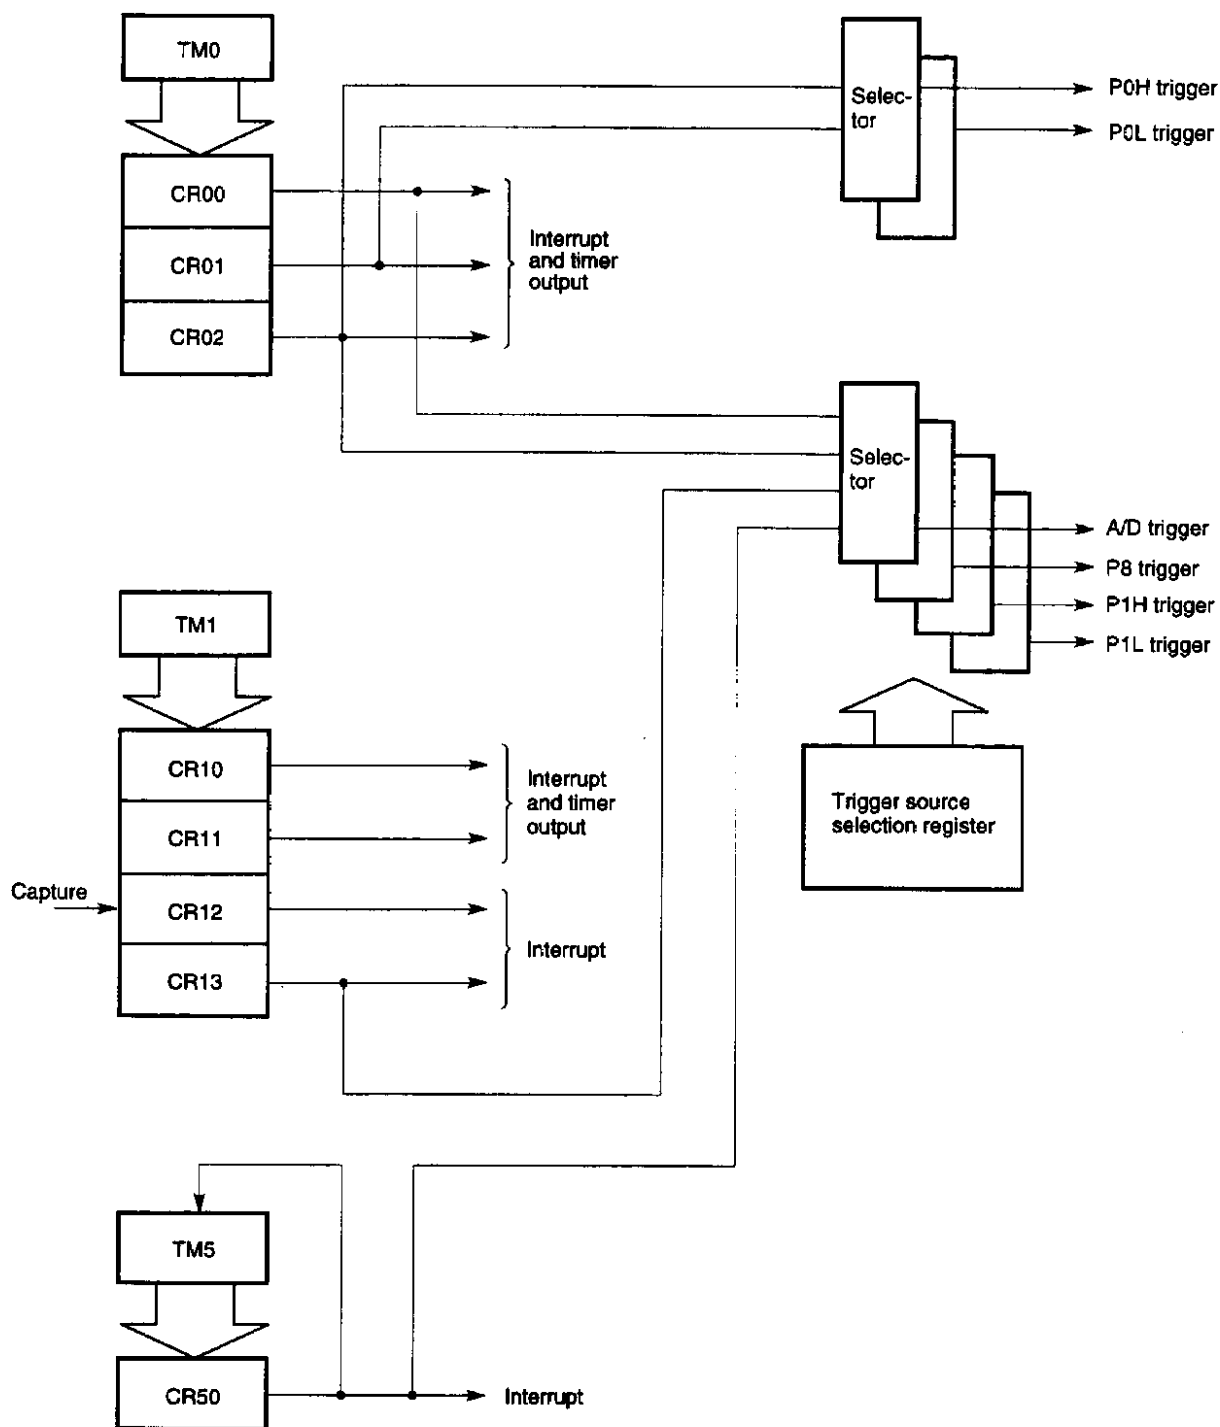 TM0
CR00
CR01
CR02
Interrupt
and timer
output
Selec-
tor
P0H trigger
P0L trigger
Selec-
tor
A/D trigger
P8 trigger
P1H trigger
P1L trigger
Trigger source
selection register
TM1
CR10
CR11
CR12
CR13
Capture
Interrupt
and timer
output
Interrupt
TM5
CR50
Interrupt